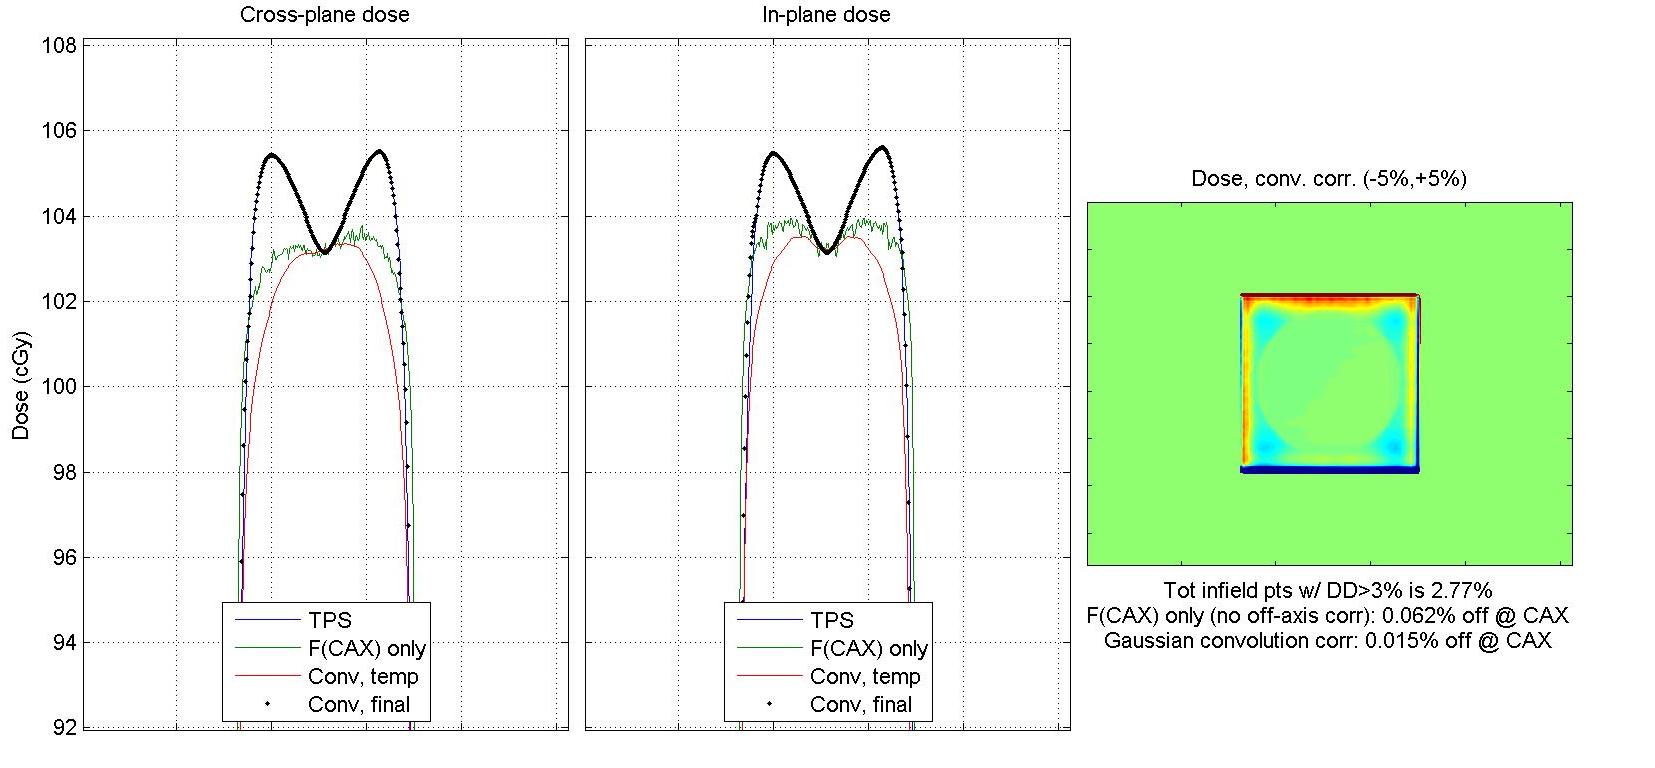 Cross-plane dose
In-plane dose
108
106
104
102
100
98
96
94
92
Dose (cGy)
TPS
F(CAX) only
Conv, temp
Conv, final
TPS
F(CAX) only
Conv, temp
Conv, final
Dose, conv. corr. (-5%,+5%)
Tot infield pts w/ DD>3% is 2.77%
F(CAX) only (no off-axis corr): 0.062% off @ CAX
Gaussian convolution corr: 0.015% off @ CAX